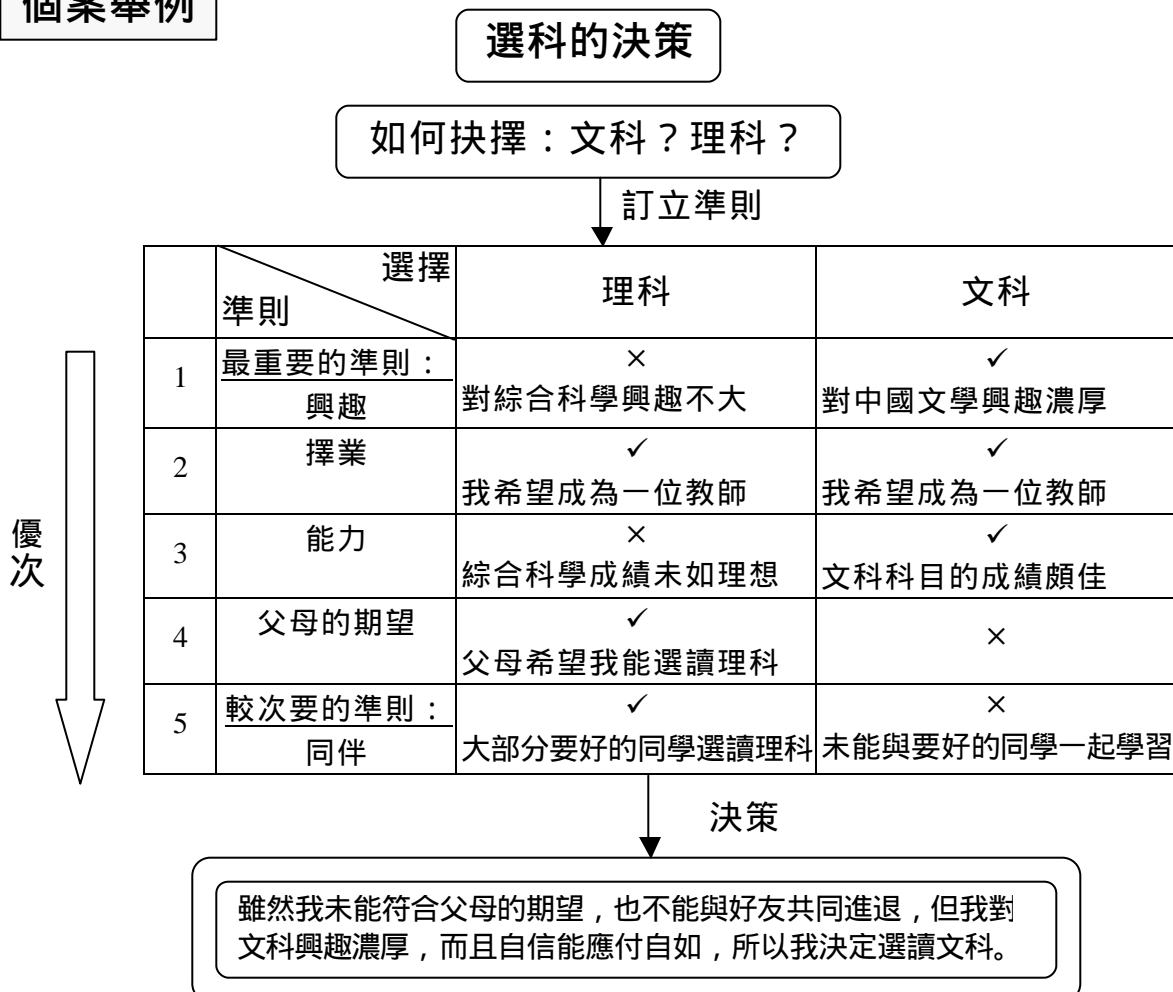 個案舉例
選科的決策
如何抉擇：文科？理科？
訂立準則
選擇
準則
理科
文科
1
最重要的準則：
興趣
×
對綜合科學興趣不大
✓
對中國文學興趣濃厚
2
擇業
✓
我希望成為一位教師
✓
我希望成為一位教師
3
能力
×
綜合科學成績未如理想
✓
文科科目的成績頗佳
4
父母的期望
✓
父母希望我能選讀理科
×
5
較次要的準則：
同伴
✓
大部分要好的同學選讀理科
×
未能與要好的同學一起學習
優次
決策
雖然我未能符合父母的期望，也不能與好友共同進退，但我對
文科興趣濃厚，而且自信能應付自如，所以我決定選讀文科。